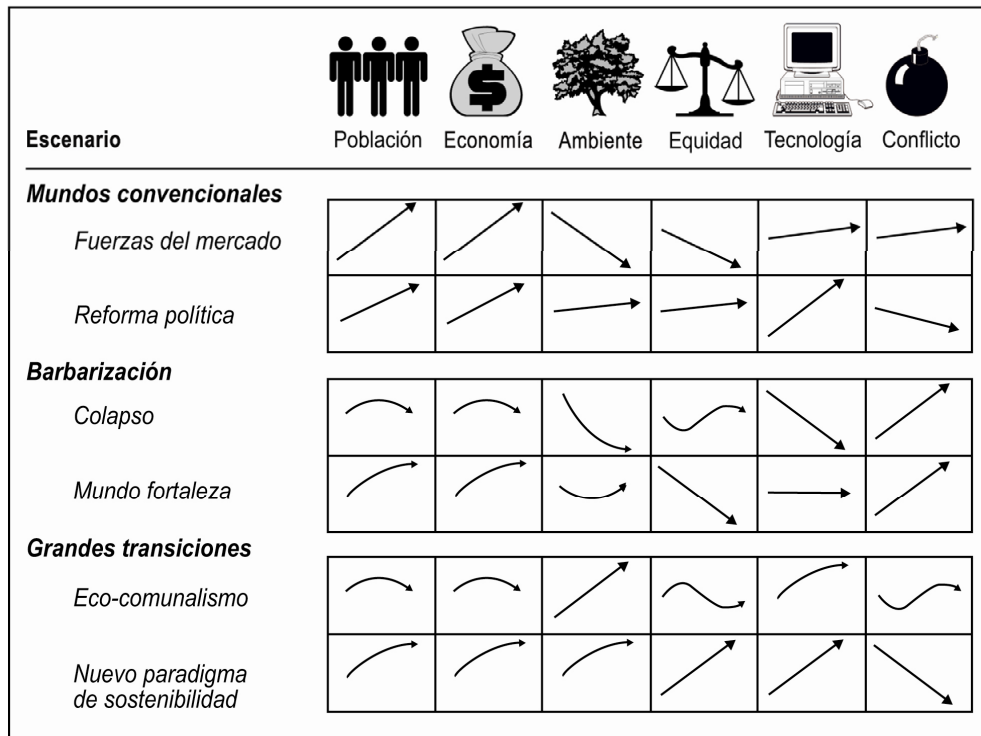 Escenario
Población
Economía
Ambiente
Equidad
Tecnología
Conflicto
Mundos convencionales
Fuerzas del mercado
Reforma política
Barbarización
Colapso
Mundo fortaleza
Grandes transiciones
Eco-comunalismo
Nuevo paradigma
de sostenibilidad
$